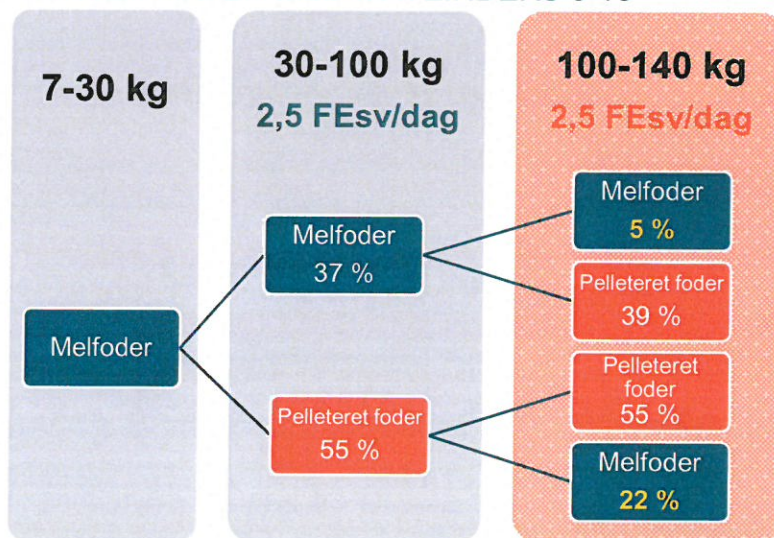 7-30 kg
30-100 kg
2,5 FEsv/dag
100-140 kg
2,5 FEsv/dag
Melfoder
Melfoder
37 %
Pelleteret foder
55 %
Melfoder
5 %
Pelleteret foder
39 %
Pelleteret
foder
55 %
Melfoder
22 %